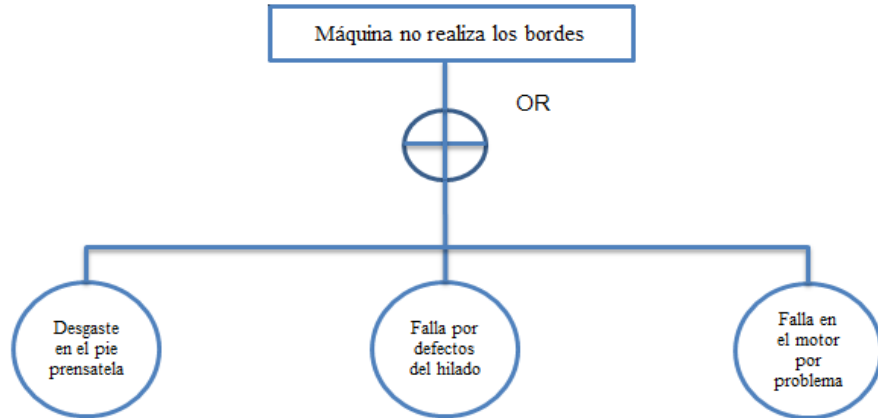 Máquina no realiza los bordes
OR
Desgaste
en el pie
prensatela
Falla por
defectos
del hilado
Falla en
el motor
por
problema